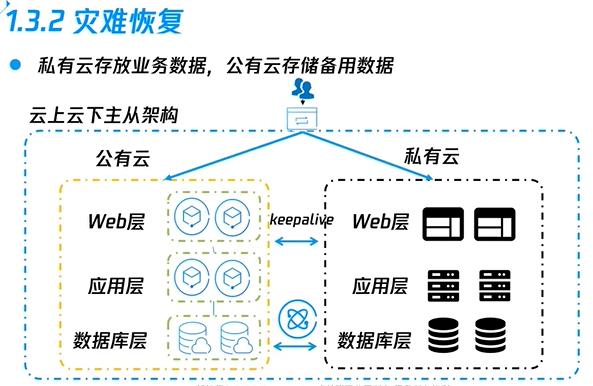 1.3.2 灾难恢复
私有云存放业务数据，公有云存储备用数据
云上云下主从架构
公有云
私有云
Web层
keepalive
Web层
应用层
应用层
数据库层
数据库层